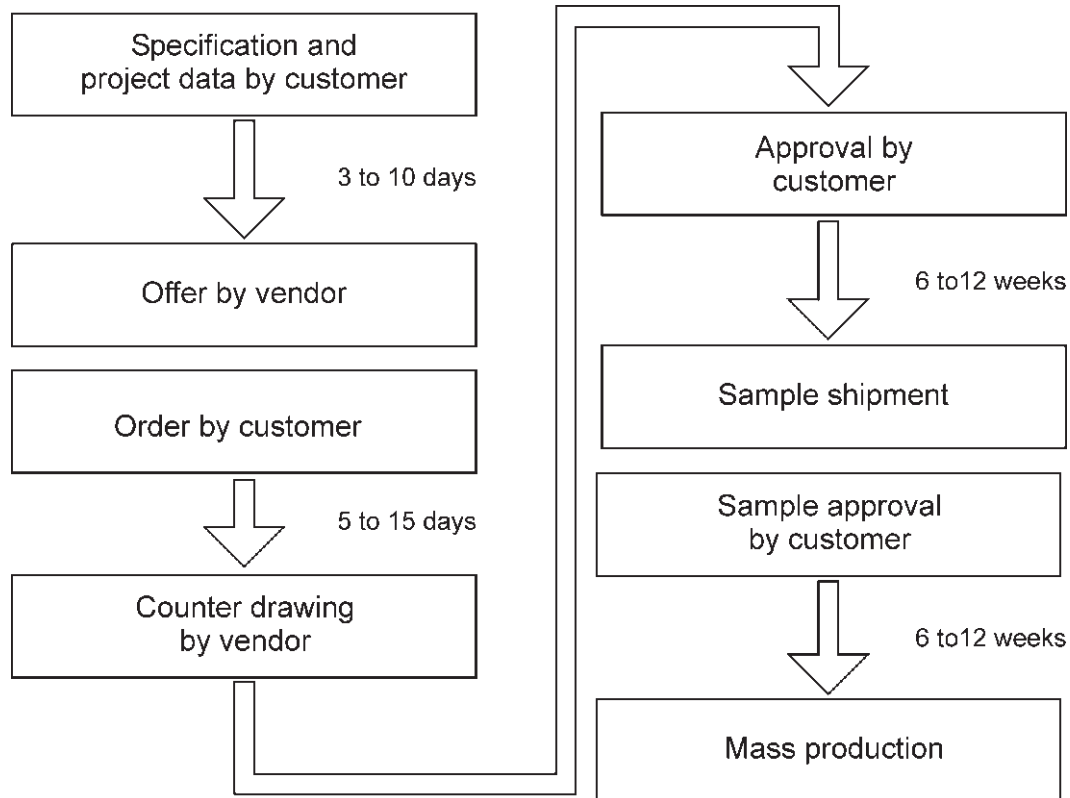 Specification and
project data by customer
3 to 10 days
Offer by vendor
Order by customer
5 to 15 days
Counter drawing
by vendor
Approval by
customer
6 to12 weeks
Sample shipment
Sample approval
by customer
6 to12 weeks
Mass production